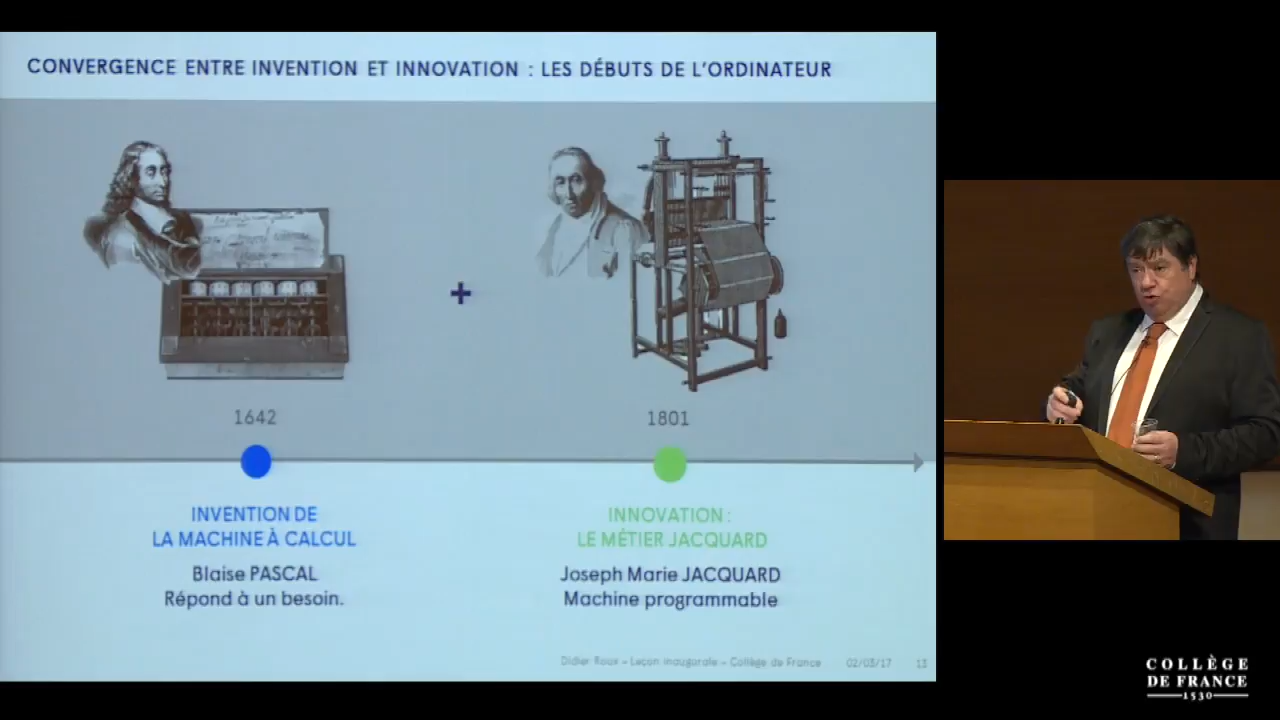 CONVERGENCE ENTRE INVENTION ET INNOVATION : LES DÉBUTS DE L'ORDINATEUR
+
1642
1801
INVENTION DE
LA MACHINE À CALCUL
Blaise PASCAL
Répond à un besoin.
INNOVATION :
LE MÉTIER JACQUARD
Joseph Marie JACQUARD
Machine programmable
Didier Roux – Leçon inaugurale – Collège de France 02/03/17 13
COLLÈGE
DE FRANCE
1530